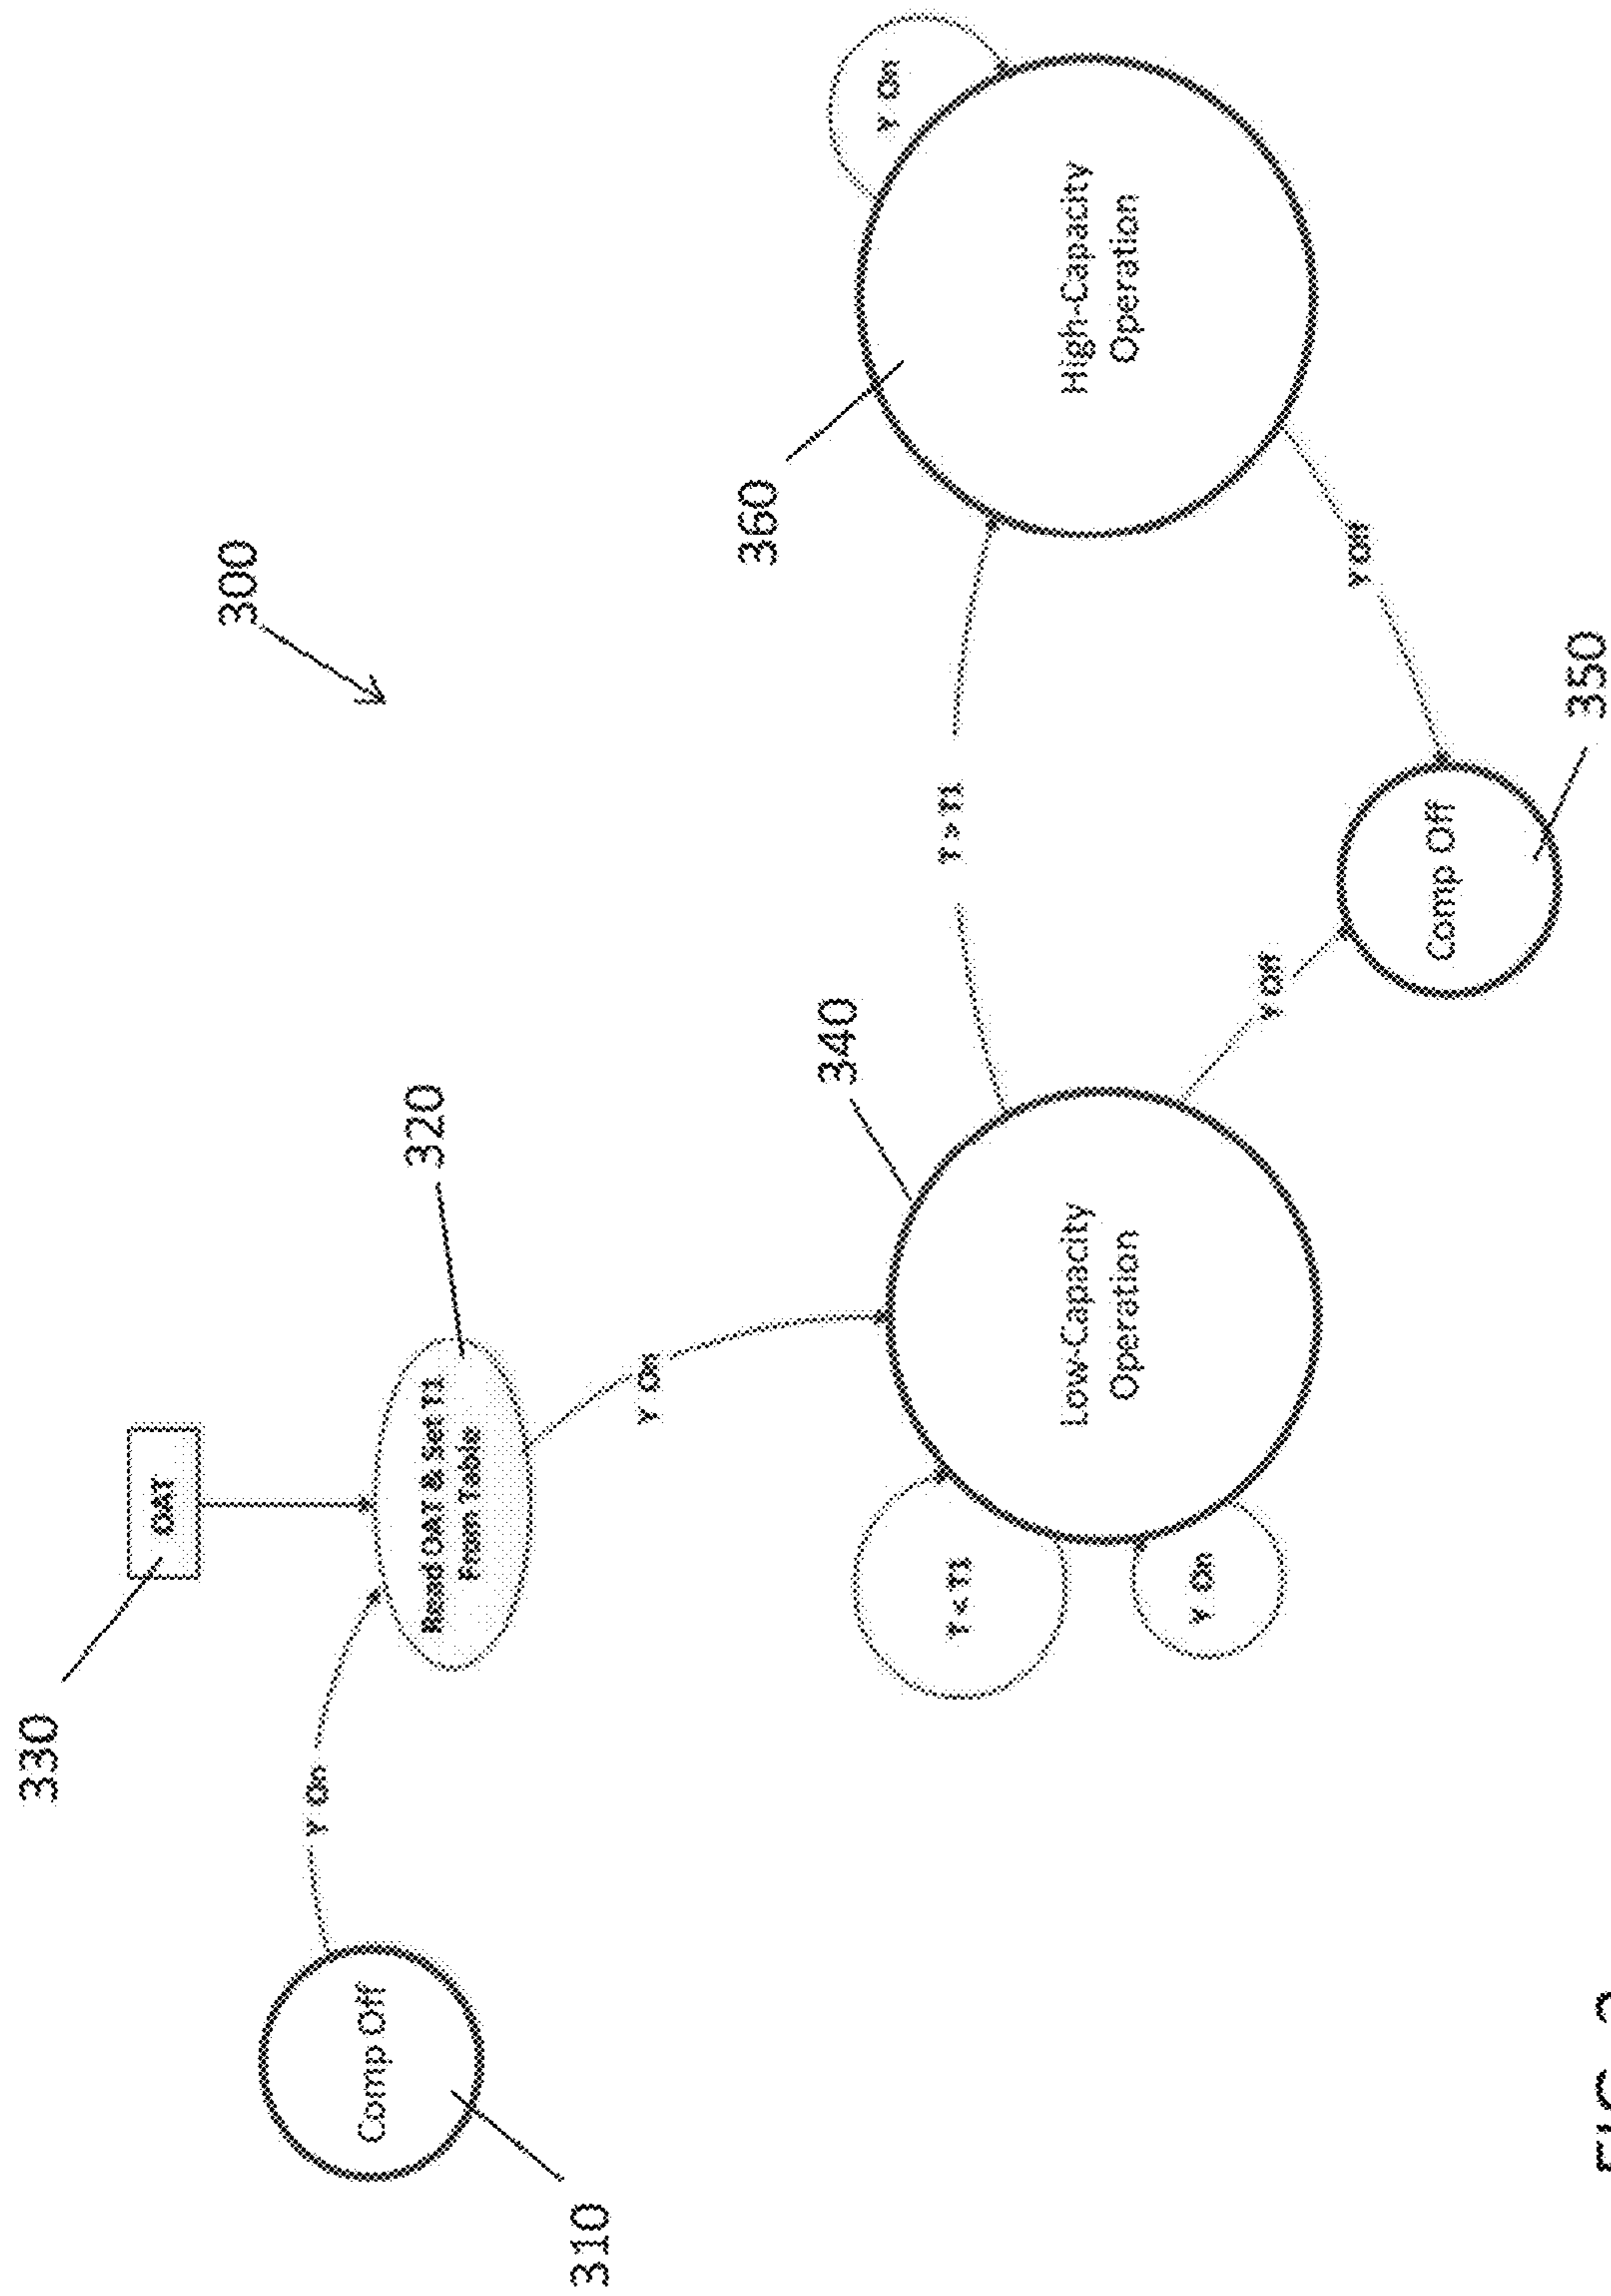 300
330
OAT
310
Comp Off
Y On
320
Read OAT & Set T1
From Table
Y On
340
Low-Capacity
Operation
T < T1
Y On
T > T1
360
High-Capacity
Operation
Y On
Y Off
Y Off
350
Comp Off